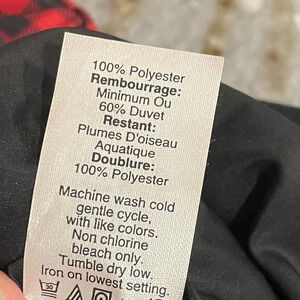 100% Polyester
Rembourrage:
Minimum Ou
60% Duvet
Restant:
Plumes D'oiseau
Aquatique
Doublure:
100% Polyester
Machine wash cold
gentle cycle,
with like colors.
Non chlorine
bleach only.
Tumble dry low.
Iron on lowest setting.
30